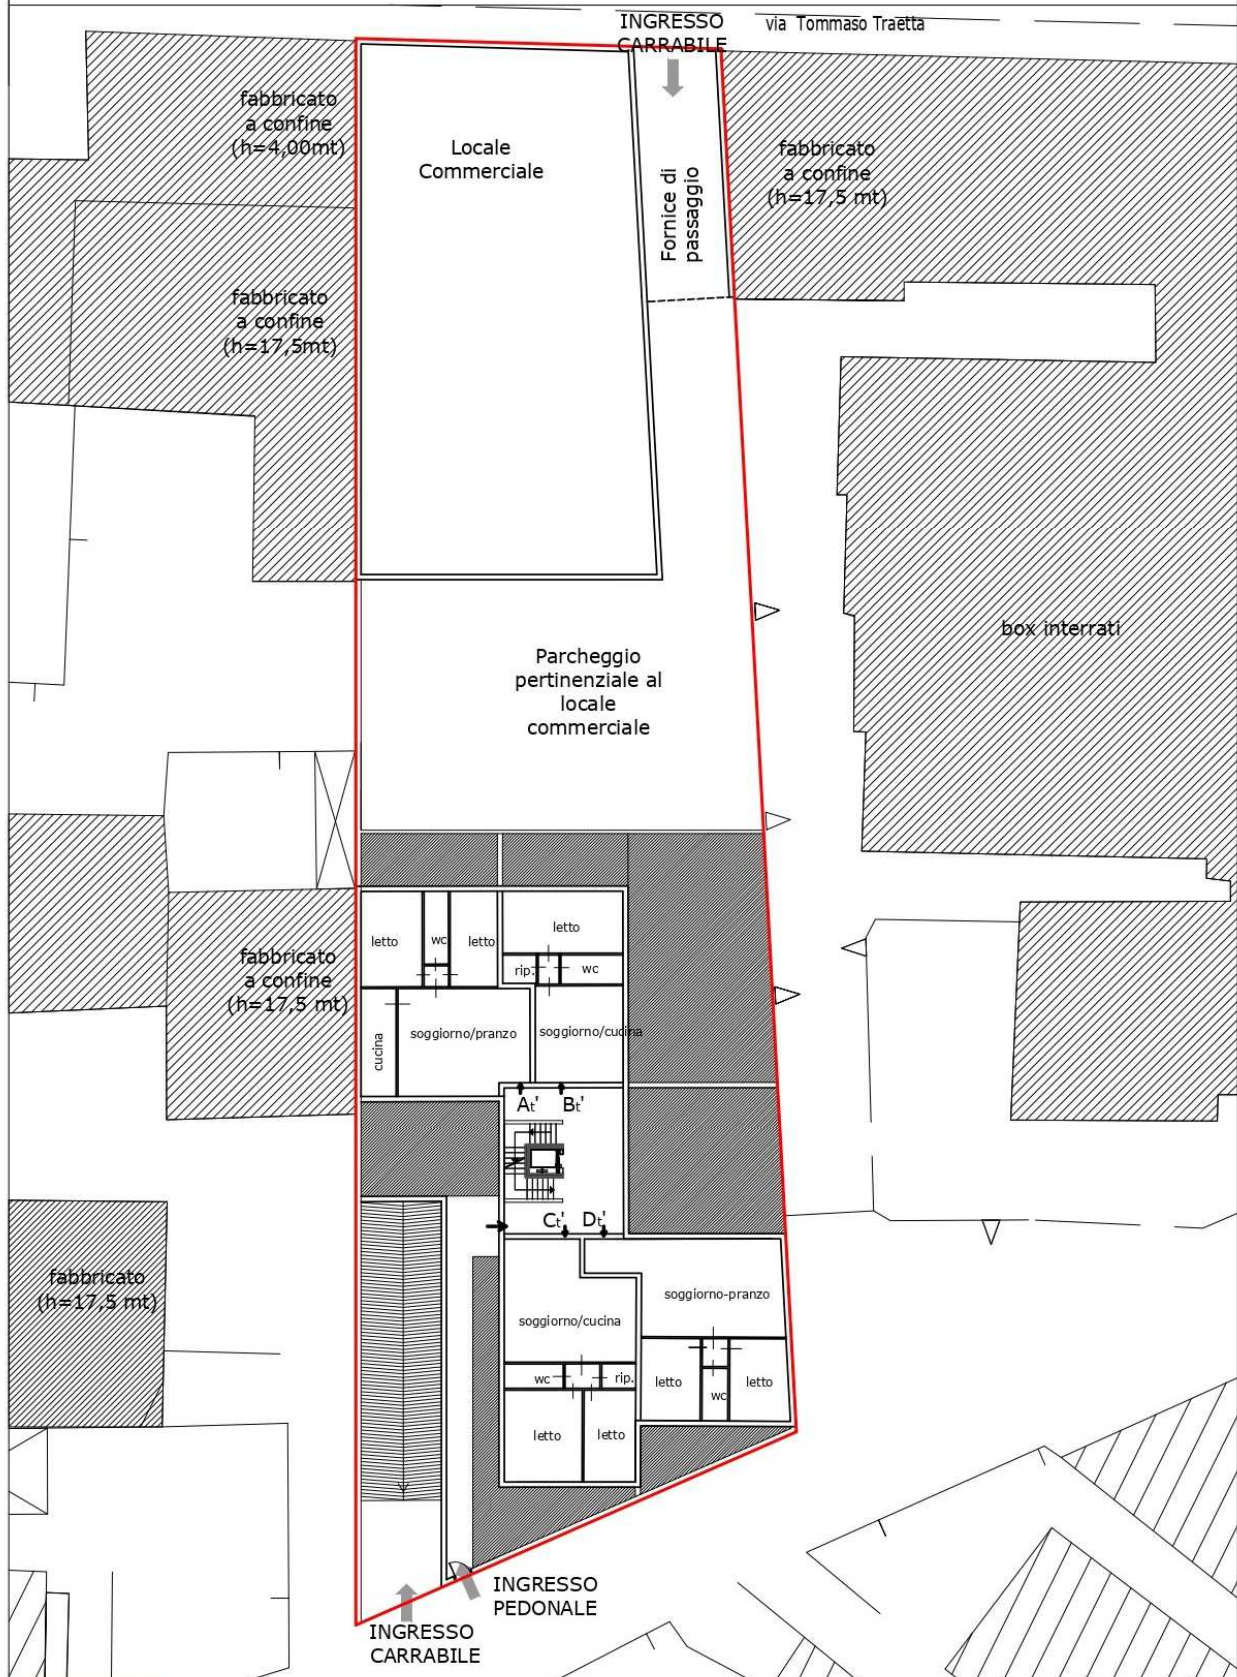 INGRESSO
CARRABILE
via Tommaso Traetta
fabbricato
a confine
(h=4,00mt)
Locale
Commerciale
Fornice di
passaggio
fabbricato
a confine
(h=17,5 mt)
fabbricato
a confine
(h=17,5mt)
box interrati
Parcheggio
pertinenziale al
locale
commerciale
letto
wc
letto
letto
rip.
wc
fabbricato
a confine
(h=17,5 mt)
cucina
soggiorno/pranzo
soggiorno/cucina
At'
Bt'
Ct'
Dt'
fabbricato
(h=17,5 mt)
soggiorno-pranzo
soggiorno/cucina
wc
rip.
letto
wc
letto
letto
letto
INGRESSO
PEDONALE
INGRESSO
CARRABILE